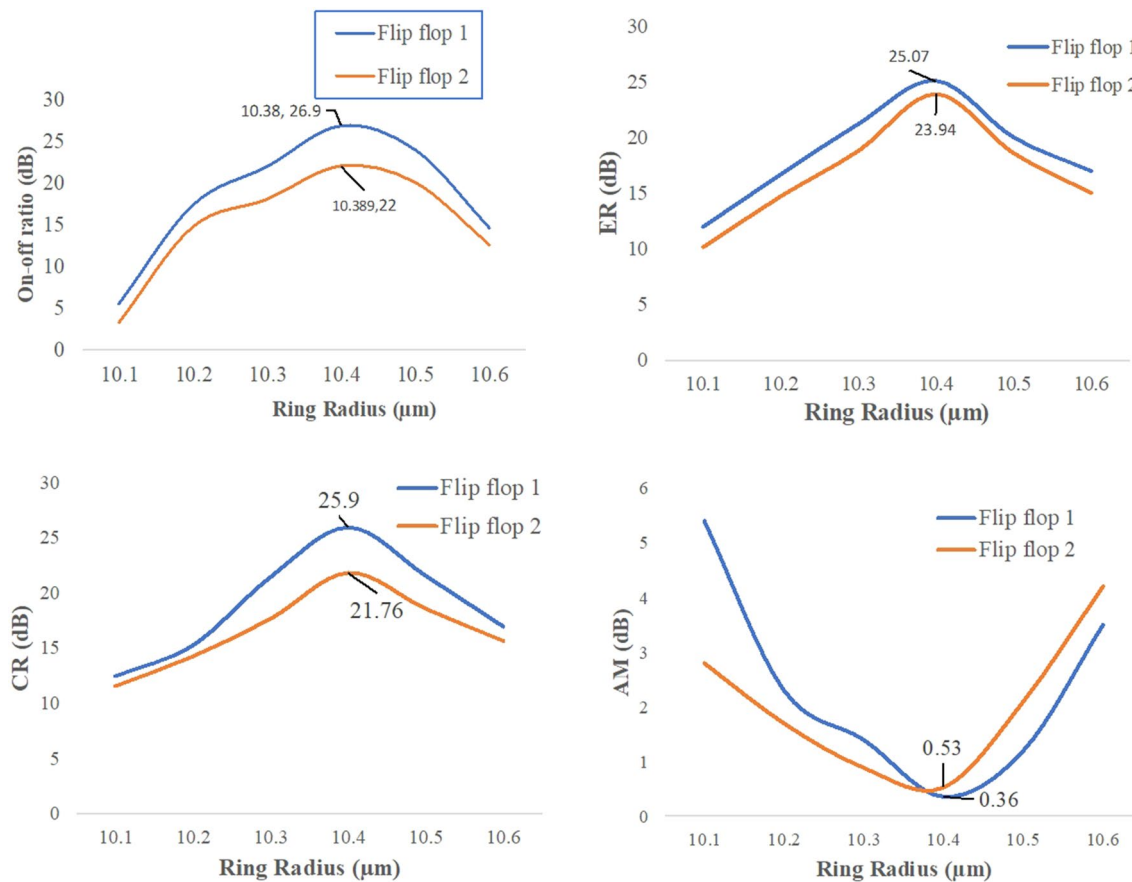 Flip flop 1
Flip flop 2
30
25
20
15
10
5
0
On-off ratio (dB)
10.38, 26.9
10.389,22
10.1 10.2 10.3 10.4 10.5 10.6
Ring Radius (µm)
30
25
20
15
10
5
0
ER (dB)
25.07
23.94
Flip flop 1
Flip flop 2
10.1 10.2 10.3 10.4 10.5 10.6
Ring Radius (µm)
30
25
20
15
10
5
0
CR (dB)
25.9
21.76
Flip flop 1
Flip flop 2
10.1 10.2 10.3 10.4 10.5 10.6
Ring Radius (µm)
6
5
4
3
2
1
0
AM (dB)
Flip flop 1
Flip flop 2
0.53
0.36
10.1 10.2 10.3 10.4 10.5 10.6
Ring Radius (µm)